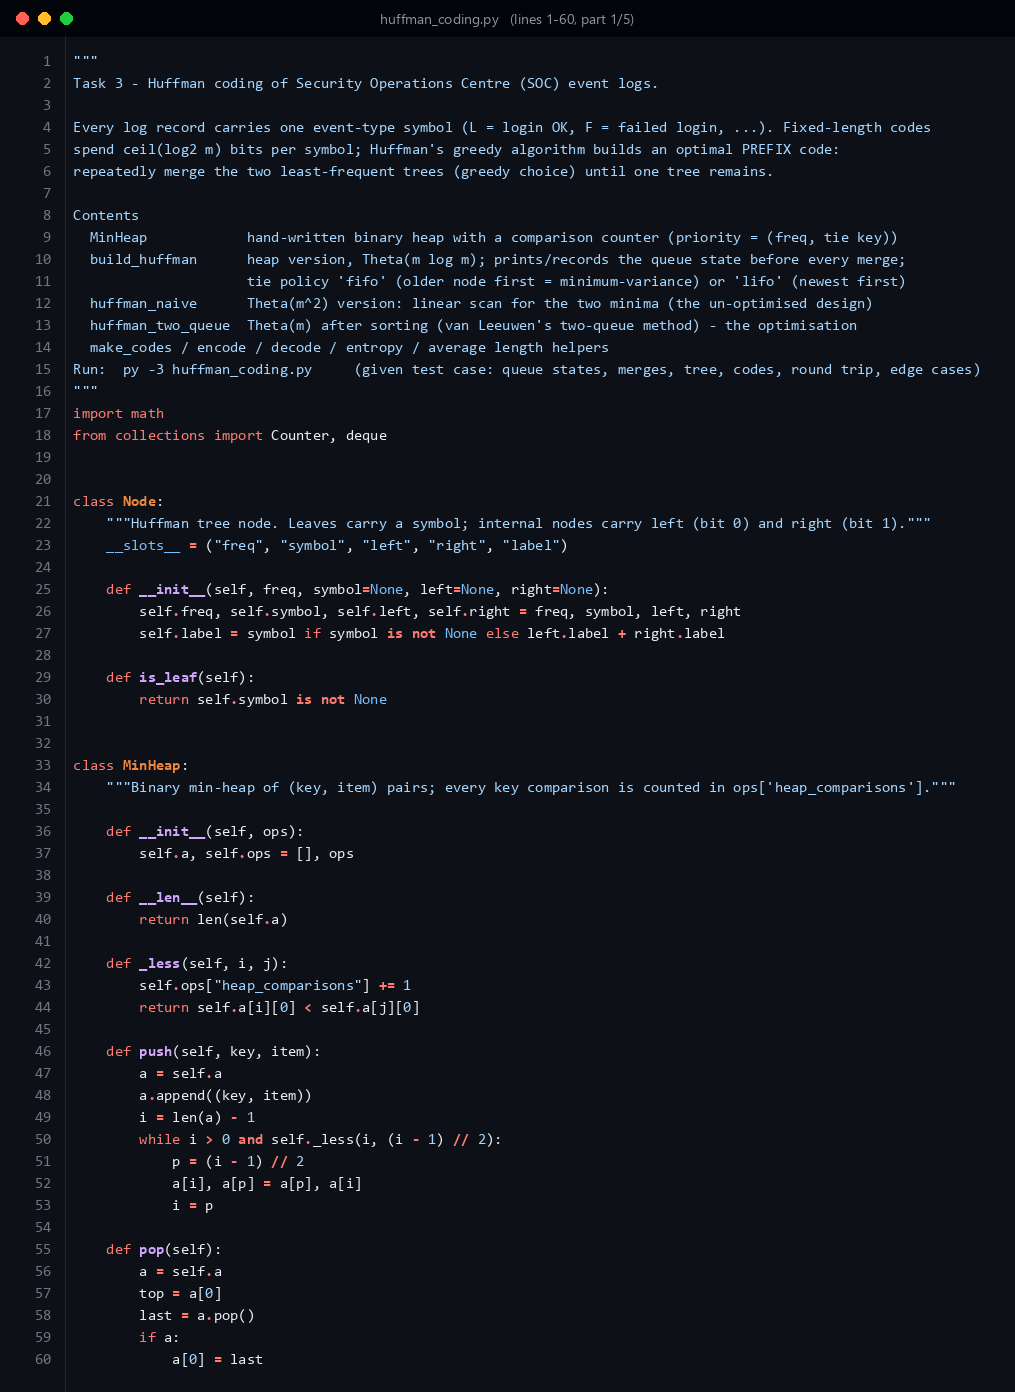 huffman_coding.py   (lines 1-60, part 1/5)
1 """
2 Task 3 - Huffman coding of Security Operations Centre (SOC) event logs.
3
4 Every log record carries one event-type symbol (L = login OK, F = failed login, ...). Fixed-length codes
5 spend ceil(log2 m) bits per symbol; Huffman's greedy algorithm builds an optimal PREFIX code:
6 repeatedly merge the two least-frequent trees (greedy choice) until one tree remains.
7
8 Contents
9   MinHeap            hand-written binary heap with a comparison counter (priority = (freq, tie key))
10   build_huffman      heap version, Theta(m log m); prints/records the queue state before every merge;
11                      tie policy 'fifo' (older node first = minimum-variance) or 'lifo' (newest first)
12   huffman_naive      Theta(m^2) version: linear scan for the two minima (the un-optimised design)
13   huffman_two_queue  Theta(m) after sorting (van Leeuwen's two-queue method) - the optimisation
14   make_codes / encode / decode / entropy / average length helpers
15 Run:  py -3 huffman_coding.py     (given test case: queue states, merges, tree, codes, round trip, edge cases)
16 """
17 import math
18 from collections import Counter, deque
19
20
21 class Node:
22     """Huffman tree node. Leaves carry a symbol; internal nodes carry left (bit 0) and right (bit 1)."""
23     __slots__ = ("freq", "symbol", "left", "right", "label")
24
25     def __init__(self, freq, symbol=None, left=None, right=None):
26         self.freq, self.symbol, self.left, self.right = freq, symbol, left, right
27         self.label = symbol if symbol is not None else left.label + right.label
28
29     def is_leaf(self):
30         return self.symbol is not None
31
32
33 class MinHeap:
34     """Binary min-heap of (key, item) pairs; every key comparison is counted in ops['heap_comparisons']."""
35
36     def __init__(self, ops):
37         self.a, self.ops = [], ops
38
39     def __len__(self):
40         return len(self.a)
41
42     def _less(self, i, j):
43         self.ops["heap_comparisons"] += 1
44         return self.a[i][0] < self.a[j][0]
45
46     def push(self, key, item):
47         a = self.a
48         a.append((key, item))
49         i = len(a) - 1
50         while i > 0 and self._less(i, (i - 1) // 2):
51             p = (i - 1) // 2
52             a[i], a[p] = a[p], a[i]
53             i = p
54
55     def pop(self):
56         a = self.a
57         top = a[0]
58         last = a.pop()
59         if a:
60             a[0] = last